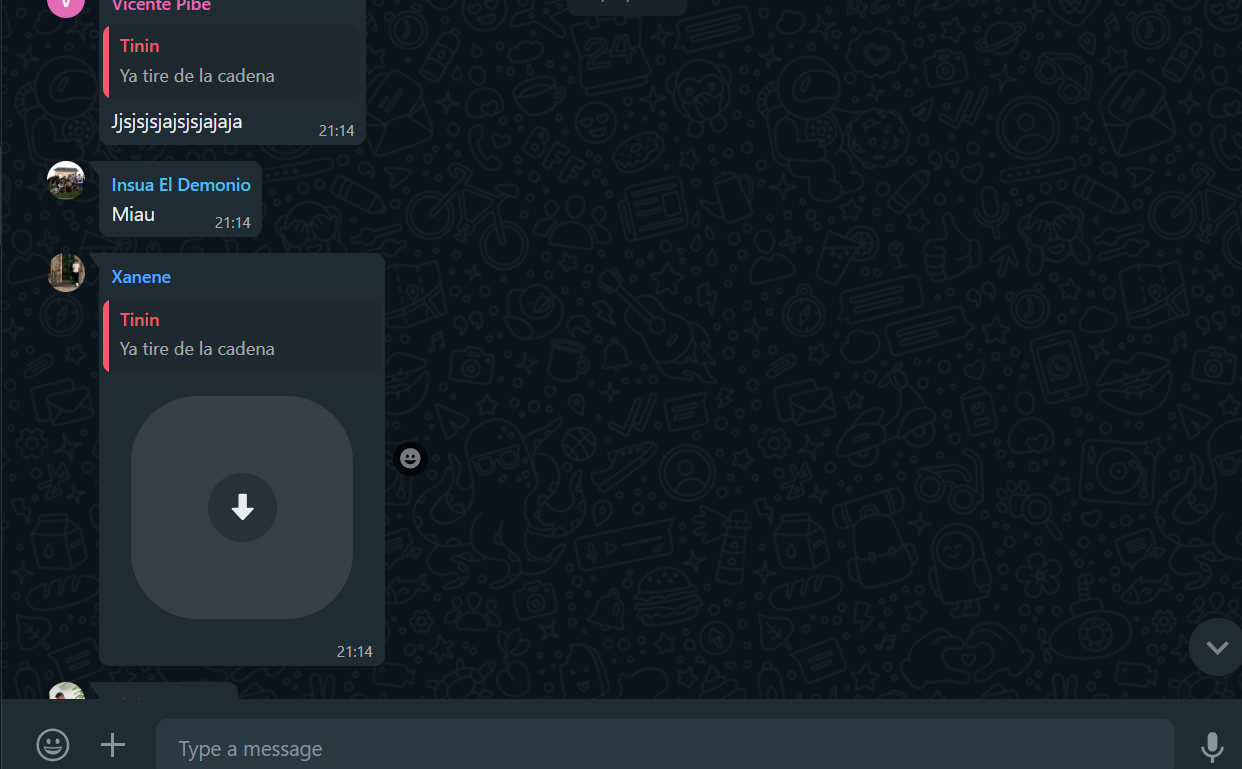 Vicente Pibe
Tinin
Ya tire de la cadena
Jjsjsjsjajsjsjajaja
21:14
Insua El Demonio
Miau
21:14
Xanene
Tinin
Ya tire de la cadena
21:14
Type a message